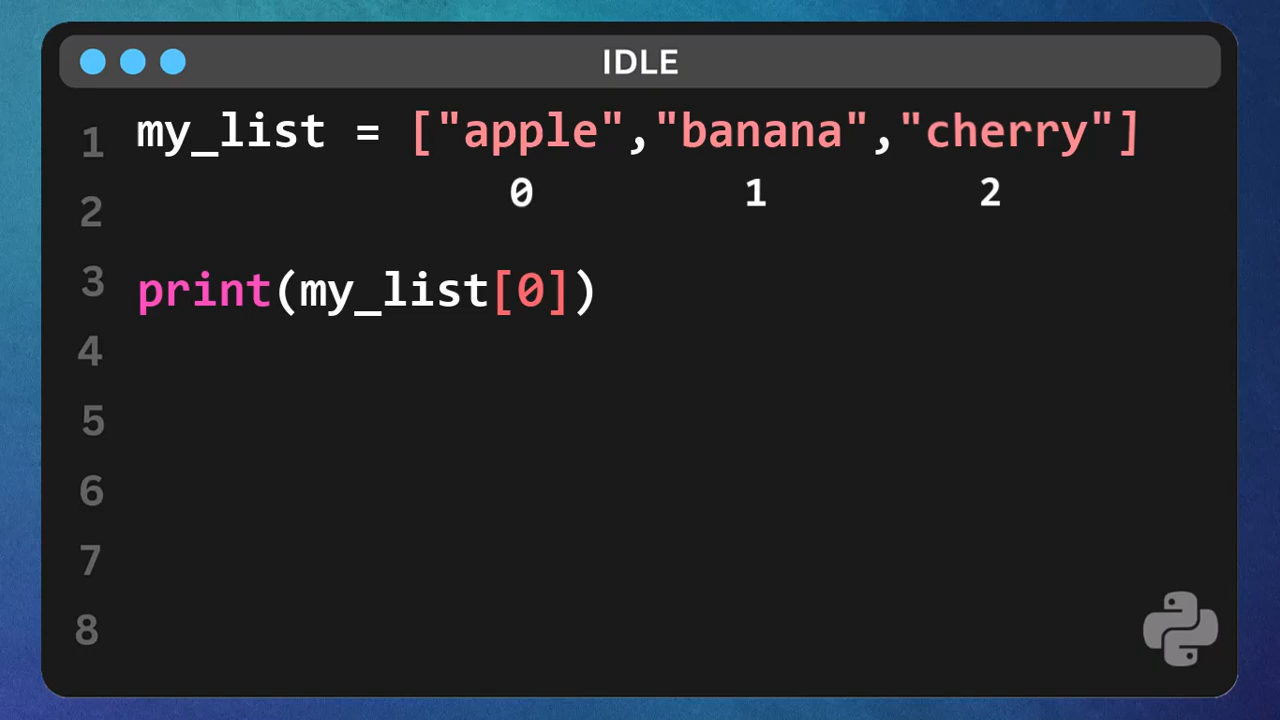 IDLE
1 my_list = ["apple","banana","cherry"]
0 1 2
2
3 print(my_list[0])
4
5
6
7
8